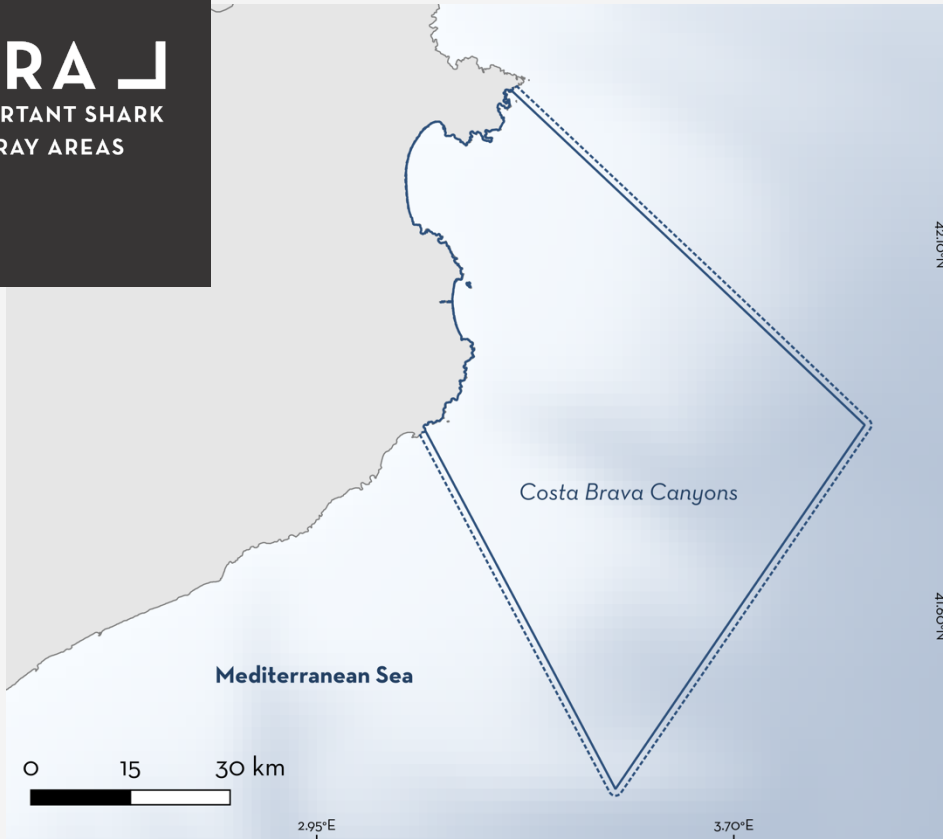 RA
RTANT SHARK
RAY AREAS
42.10°N
Costa Brava Canyons
41.60°N
Mediterranean Sea
0 15 30 km
2.95°E 3.70°E